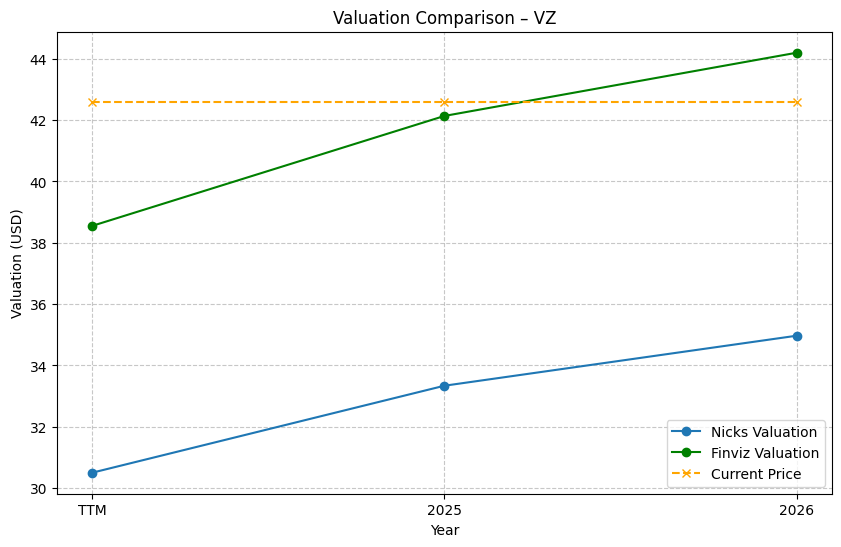 Valuation Comparison – VZ
Valuation (USD)
44
42
40
38
36
34
32
30
TTM
2025
2026
Year
Nicks Valuation
Finviz Valuation
Current Price